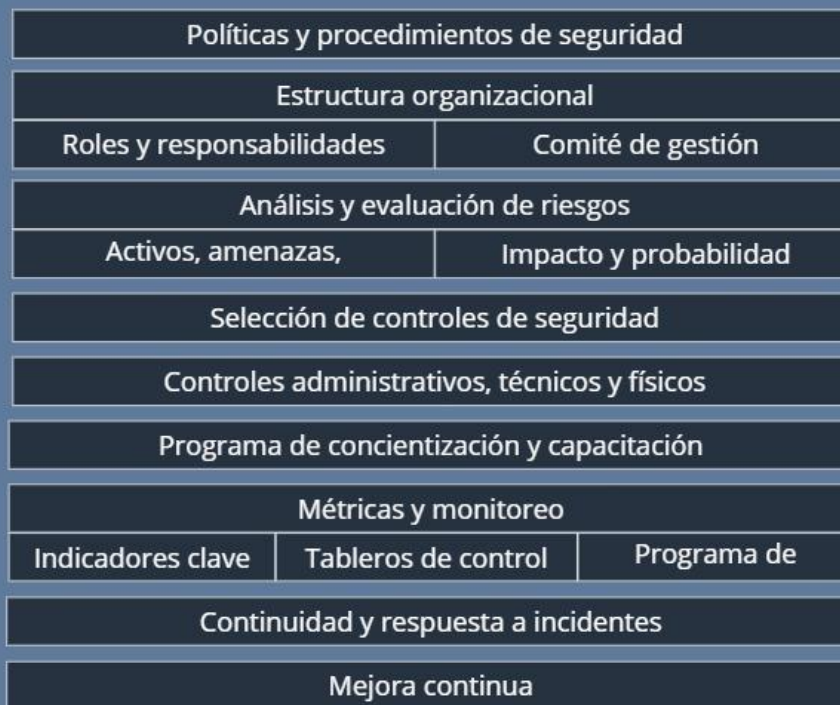 Políticas y procedimientos de seguridad
Estructura organizacional
Roles y responsabilidades
Comité de gestión
Análisis y evaluación de riesgos
Activos, amenazas,
Impacto y probabilidad
Selección de controles de seguridad
Controles administrativos, técnicos y físicos
Programa de concientización y capacitación
Métricas y monitoreo
Indicadores clave
Tableros de control
Programa de
Continuidad y respuesta a incidentes
Mejora continua